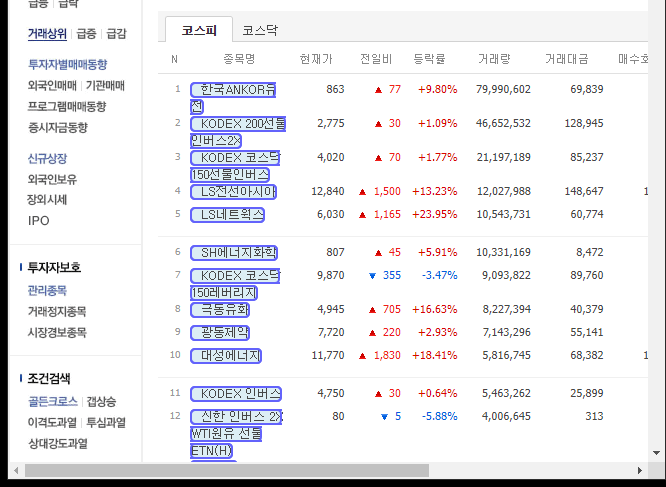 급등 | 급락
거래상위 | 급증 | 급감
투자자별매매동향
외국인매매 | 기관매매
프로그램매매동향
증시자금동향
신규상장
외국인보유
장외시세
IPO
투자자보호
관리종목
거래정지종목
시장경보종목
조건검색
골든크로스 | 갭상승
이격도과열 | 투심과열
상대강도과열
코스피 코스닥
N 종목명 현재가 전일비 등락률 거래량 거래대금 매수호
1 한국ANKOR유전 863 ▲ 77 +9.80% 79,990,602 69,839
2 KODEX 200선물인버스2X 2,775 ▲ 30 +1.09% 46,652,532 128,945
3 KODEX 코스닥150선물인버스 4,020 ▲ 70 +1.77% 21,197,189 85,237
4 LS전선아시아 12,840 ▲ 1,500 +13.23% 12,027,988 148,647 1
5 LS네트웍스 6,030 ▲ 1,165 +23.95% 10,543,731 60,774
6 SH에너지화학 807 ▲ 45 +5.91% 10,331,169 8,472
7 KODEX 코스닥150레버리지 9,870 ▼ 355 -3.47% 9,093,822 89,760
8 극동유화 4,945 ▲ 705 +16.63% 8,227,394 40,379
9 광동제약 7,720 ▲ 220 +2.93% 7,143,296 55,141
10 대성에너지 11,770 ▲ 1,830 +18.41% 5,816,745 68,382 1
11 KODEX 인버스 4,750 ▲ 30 +0.64% 5,463,262 25,899
12 신한 인버스 2X WTI원유 선물 ETN(H) 80 ▼ 5 -5.88% 4,006,645 313